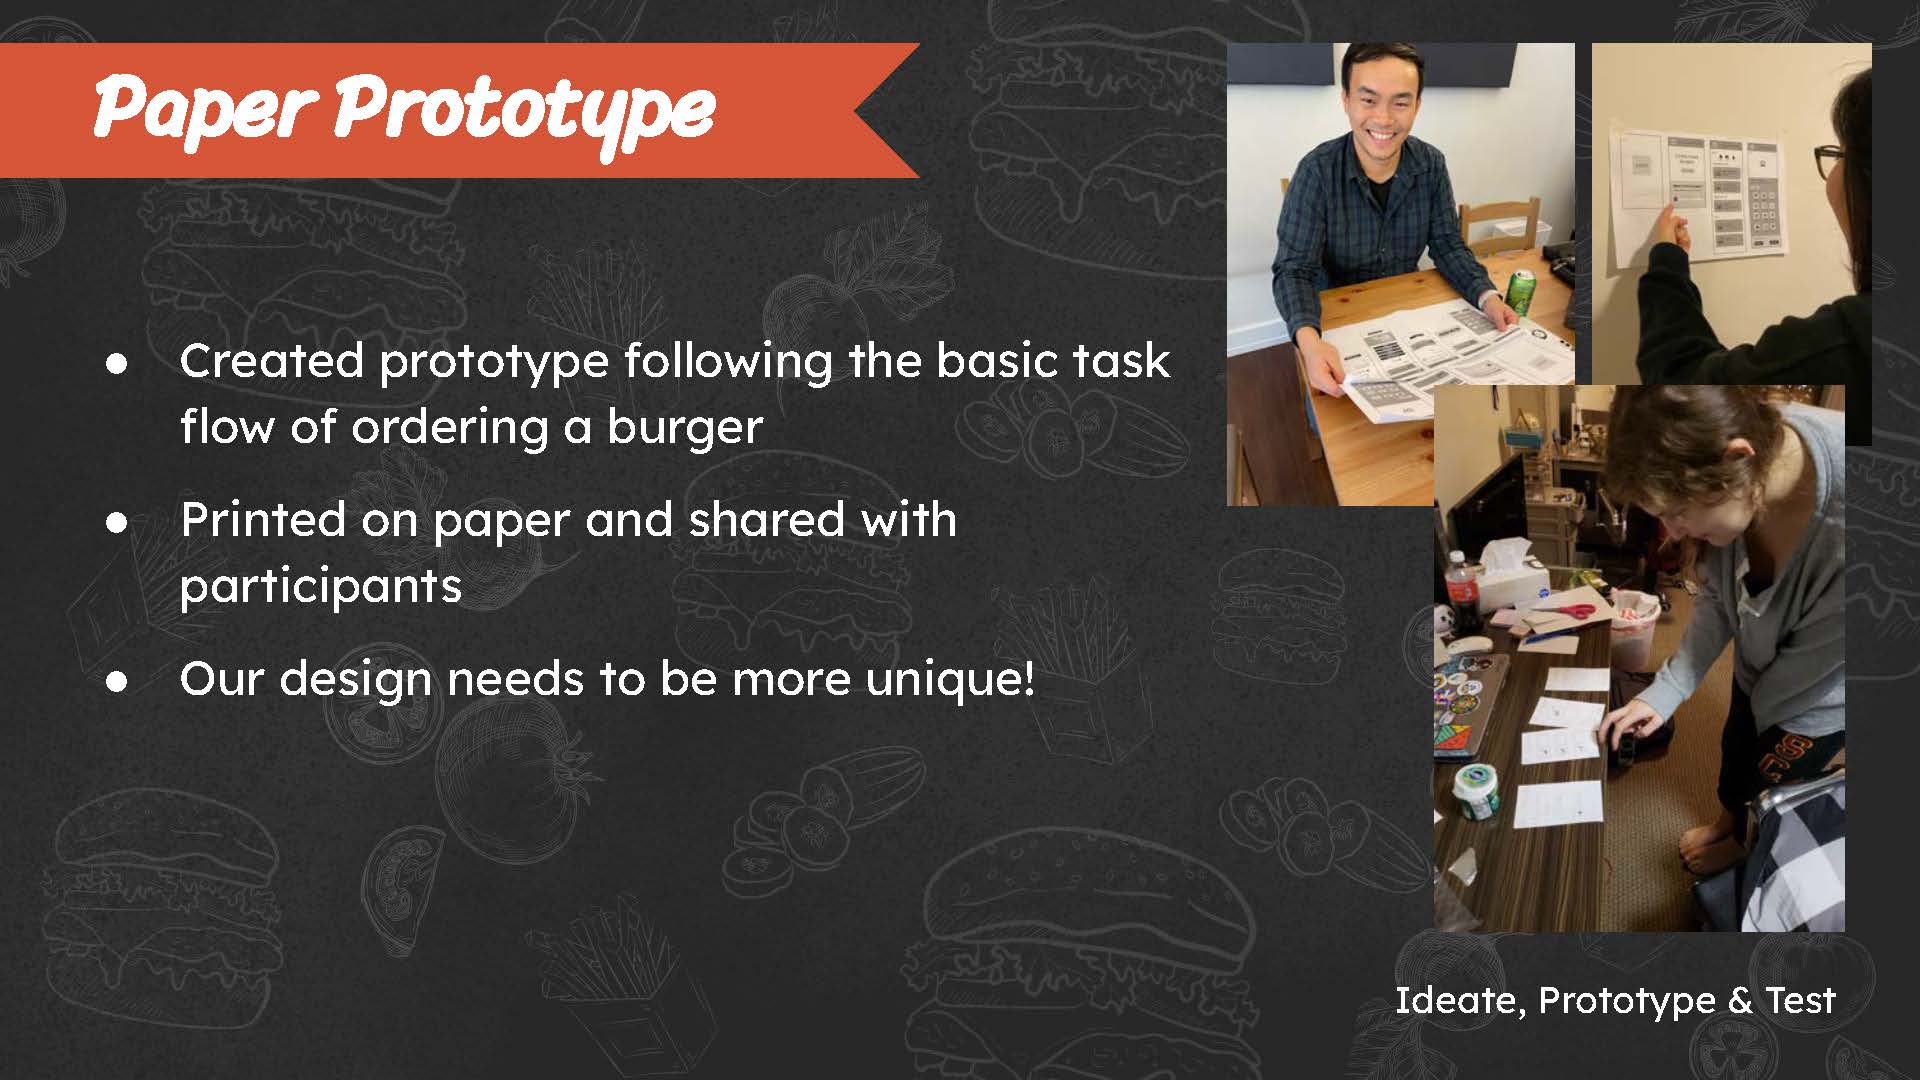 Paper Prototype
● Created prototype following the basic task
flow of ordering a burger
● Printed on paper and shared with
participants
● Our design needs to be more unique!
Ideate, Prototype & Test